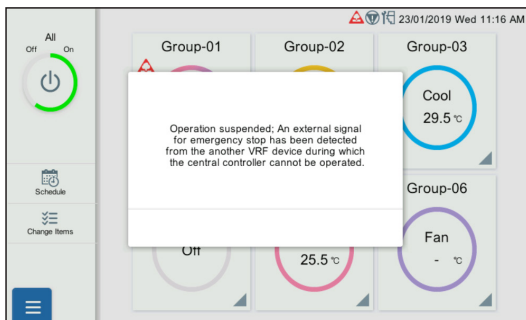 23/01/2019 Wed 11:16 AM
All
Off On
Group-01
Group-02
Group-03
Cool
29.5 ℃
Operation suspended; An external signal
for emergency stop has been detected
from the another VRF device during which
the central controller cannot be operated.
Schedule
Change Items
Group-06
Off
25.5 ℃
Fan
- ℃